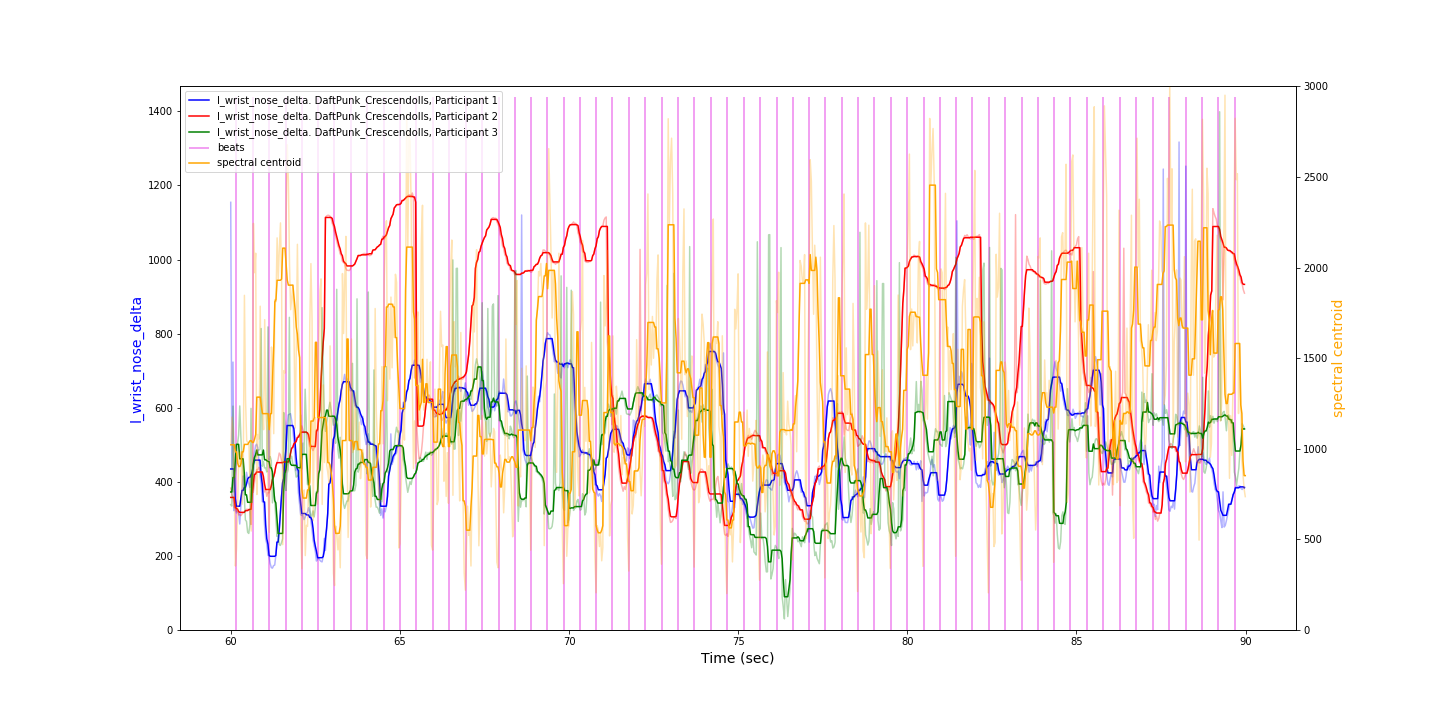 l_wrist_nose_delta. DaftPunk_Crescendolls, Participant 1
l_wrist_nose_delta. DaftPunk_Crescendolls, Participant 2
l_wrist_nose_delta. DaftPunk_Crescendolls, Participant 3
beats
spectral centroid
l_wrist_nose_delta
1400
1200
1000
800
600
400
200
0
3000
2500
2000
1500
1000
500
0
spectral centroid
60
65
70
75
80
85
90
Time (sec)